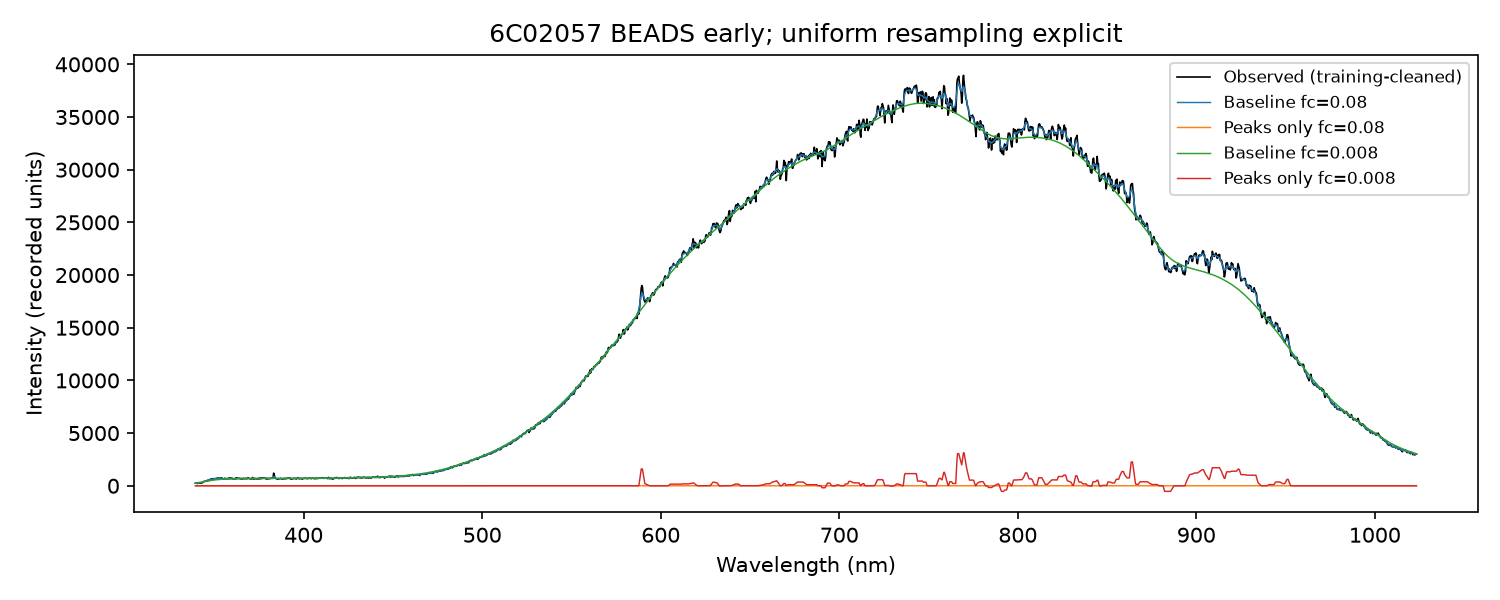 6C02057 BEADS early; uniform resampling explicit
Intensity (recorded units)
40000
35000
30000
25000
20000
15000
10000
5000
0
Observed (training-cleaned)
Baseline fc=0.08
Peaks only fc=0.08
Baseline fc=0.008
Peaks only fc=0.008
400 500 600 700 800 900 1000
Wavelength (nm)